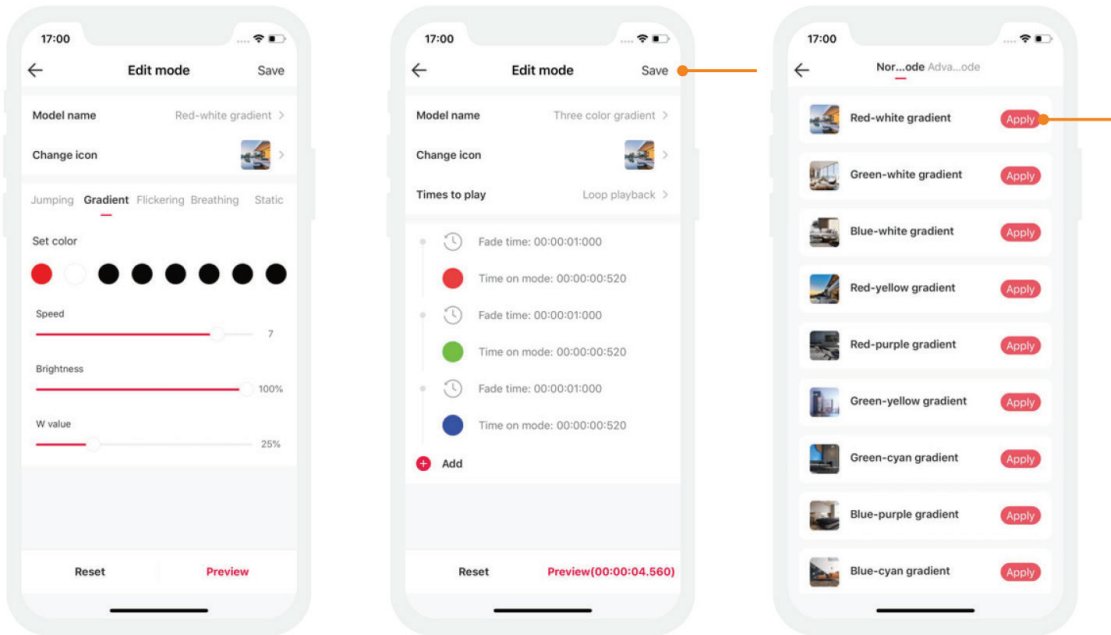 17:00
Edit mode
Save
Model name
Red-white gradient
Change icon
Jumping Gradient Flickering Breathing Static
Set color
Speed
7
Brightness
100%
W value
25%
Reset
Preview
17:00
Edit mode
Save
Model name
Three color gradient
Change icon
Times to play
Loop playback
Fade time: 00:00:01:000
Time on mode: 00:00:00:520
Fade time: 00:00:01:000
Time on mode: 00:00:00:520
Fade time: 00:00:01:000
Time on mode: 00:00:00:520
Add
Reset
Preview(00:00:04.560)
17:00
Nor...ode Adva...ode
Red-white gradient
Apply
Green-white gradient
Apply
Blue-white gradient
Apply
Red-yellow gradient
Apply
Red-purple gradient
Apply
Green-yellow gradient
Apply
Green-cyan gradient
Apply
Blue-purple gradient
Apply
Blue-cyan gradient
Apply